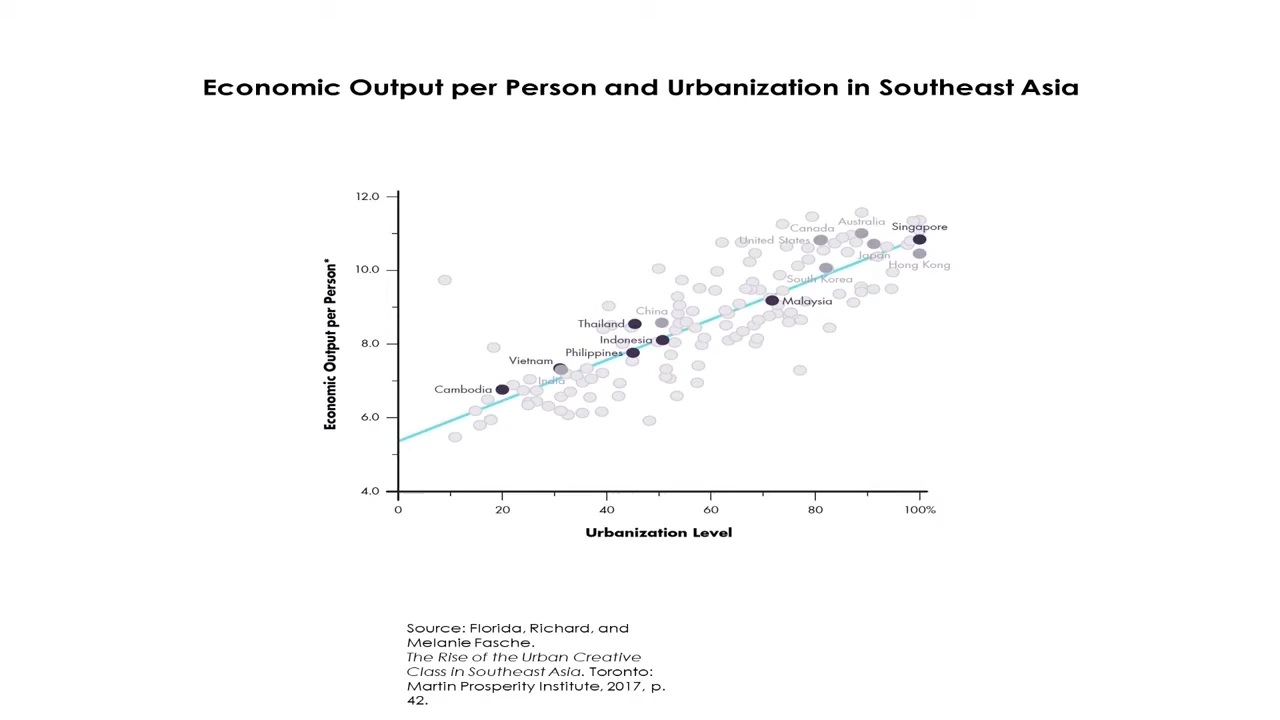 Economic Output per Person and Urbanization in Southeast Asia
Economic Output per Person*
12.0
10.0
8.0
6.0
4.0
0
20
40
60
80
100%
Urbanization Level
Canada
Australia
Singapore
United States
Japan
Hong Kong
South Korea
Malaysia
China
Thailand
Indonesia
Philippines
Vietnam
India
Cambodia
Source: Florida, Richard, and
Melanie Fasche.
The Rise of the Urban Creative
Class in Southeast Asia. Toronto:
Martin Prosperity Institute, 2017, p.
42.